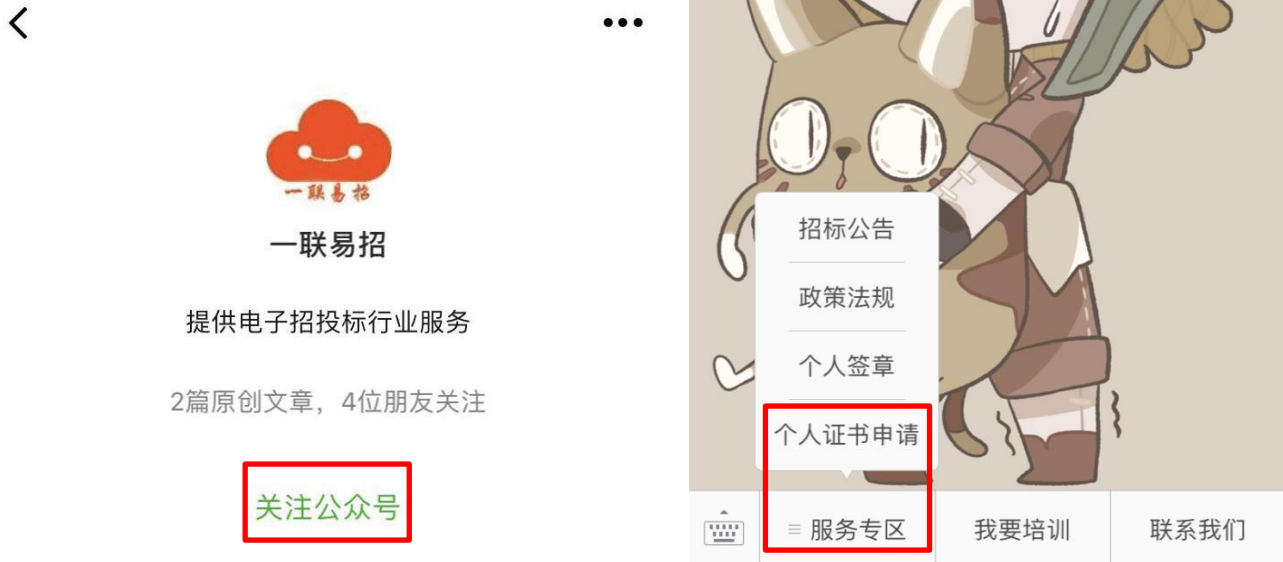 一联易招
一联易招
提供电子招投标行业服务
2篇原创文章，4位朋友关注
关注公众号
招标公告
政策法规
个人签章
个人证书申请
服务专区
我要培训
联系我们